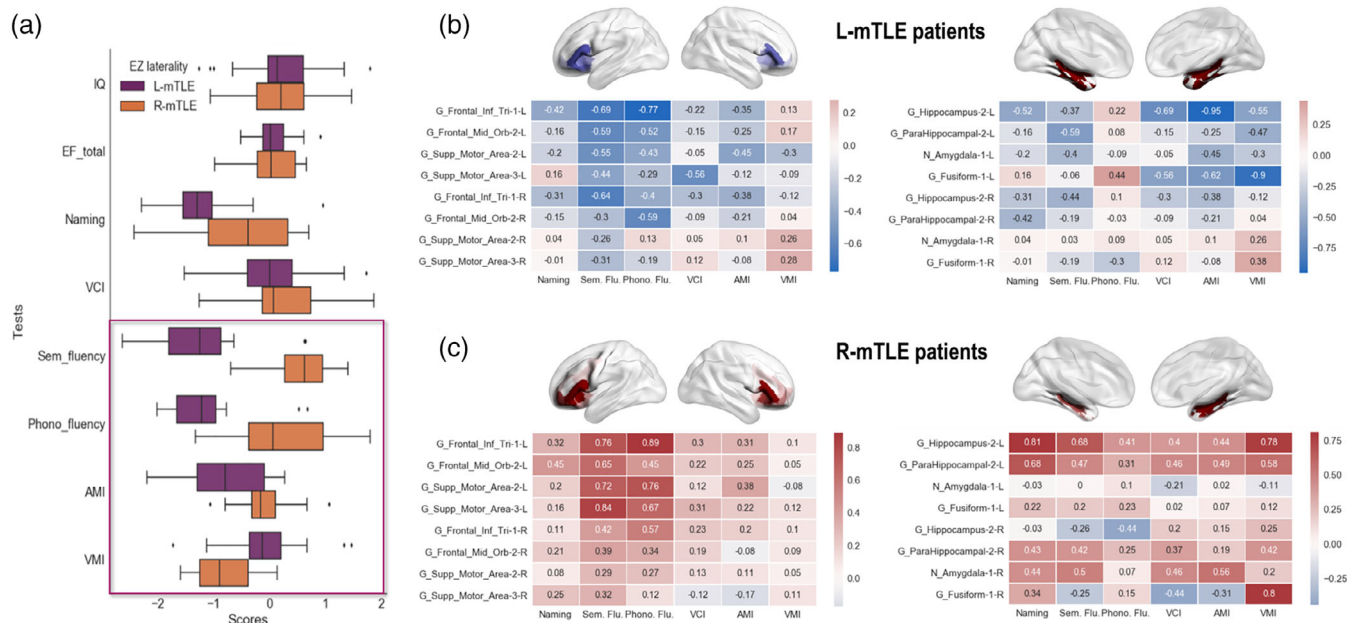 (a)
EZ laterality
L-mTLE
R-mTLE
IQ
EF_total
Naming
VCI
Sem_fluency
Phono_fluency
AMI
VMI
Tests
−2 −1 0 1 2
Scores
(b)
L-mTLE patients
G_Frontal_Inf_Tri-1-L -0.42 -0.69 -0.77 -0.22 -0.35 0.13
G_Frontal_Mid_Orb-2-L -0.16 -0.59 -0.52 -0.15 -0.25 0.17
G_Supp_Motor_Area-2-L -0.2 -0.55 -0.43 -0.05 -0.45 -0.3
G_Supp_Motor_Area-3-L 0.16 -0.44 -0.29 -0.56 -0.12 -0.09
G_Frontal_Inf_Tri-1-R -0.31 -0.64 -0.4 -0.3 -0.38 -0.12
G_Frontal_Mid_Orb-2-R -0.15 -0.3 -0.59 -0.09 -0.21 0.04
G_Supp_Motor_Area-2-R 0.04 -0.26 0.13 0.05 0.1 0.26
G_Supp_Motor_Area-3-R -0.01 -0.31 -0.19 0.12 -0.08 0.28
Naming Sem. Flu. Phono. Flu. VCI AMI VMI
0.2
0.0
−0.2
−0.4
−0.6
G_Hippocampus-2-L -0.52 -0.37 0.22 -0.69 -0.95 -0.55
G_ParaHippocampal-2-L -0.16 -0.59 0.08 -0.15 -0.25 -0.47
N_Amygdala-1-L -0.2 -0.4 -0.09 -0.05 -0.45 -0.3
G_Fusiform-1-L 0.16 -0.06 0.44 -0.56 -0.62 -0.9
G_Hippocampus-2-R -0.31 -0.44 0.1 -0.3 -0.38 -0.12
G_ParaHippocampal-2-R -0.42 -0.19 -0.03 -0.09 -0.21 0.04
N_Amygdala-1-R 0.04 0.03 0.09 0.05 0.1 0.26
G_Fusiform-1-R -0.01 -0.19 -0.3 0.12 -0.08 0.38
Naming Sem. Flu. Phono. Flu. VCI AMI VMI
0.25
0.00
−0.25
−0.50
−0.75
(c)
R-mTLE patients
G_Frontal_Inf_Tri-1-L 0.32 0.76 0.89 0.3 0.31 0.1
G_Frontal_Mid_Orb-2-L 0.45 0.65 0.45 0.22 0.25 0.05
G_Supp_Motor_Area-2-L 0.2 0.72 0.76 0.12 0.38 -0.08
G_Supp_Motor_Area-3-L 0.16 0.84 0.67 0.31 0.22 0.12
G_Frontal_Inf_Tri-1-R 0.11 0.42 0.57 0.23 0.2 0.1
G_Frontal_Mid_Orb-2-R 0.21 0.39 0.34 0.19 -0.08 0.09
G_Supp_Motor_Area-2-R 0.08 0.29 0.27 0.13 0.11 0.05
G_Supp_Motor_Area-3-R 0.25 0.32 0.12 -0.12 -0.17 0.11
Naming Sem. Flu. Phono. Flu. VCI AMI VMI
0.8
0.6
0.4
0.2
0.0
G_Hippocampus-2-L 0.81 0.68 0.41 0.4 0.44 0.78
G_ParaHippocampal-2-L 0.68 0.47 0.31 0.46 0.49 0.58
N_Amygdala-1-L -0.03 0 0.1 -0.21 0.02 -0.11
G_Fusiform-1-L 0.22 0.2 0.2 0.02 0.07 0.12
G_Hippocampus-2-R -0.03 -0.26 -0.44 0.2 0.15 0.25
G_ParaHippocampal-2-R 0.43 0.42 0.25 0.37 0.19 0.42
N_Amygdala-1-R 0.44 0.5 0.07 0.46 0.56 0.2
G_Fusiform-1-R 0.34 -0.25 0.15 -0.44 -0.31 0.8
Naming Sem. Flu. Phono. Flu. VCI AMI VMI
0.75
0.50
0.25
0.00
−0.25